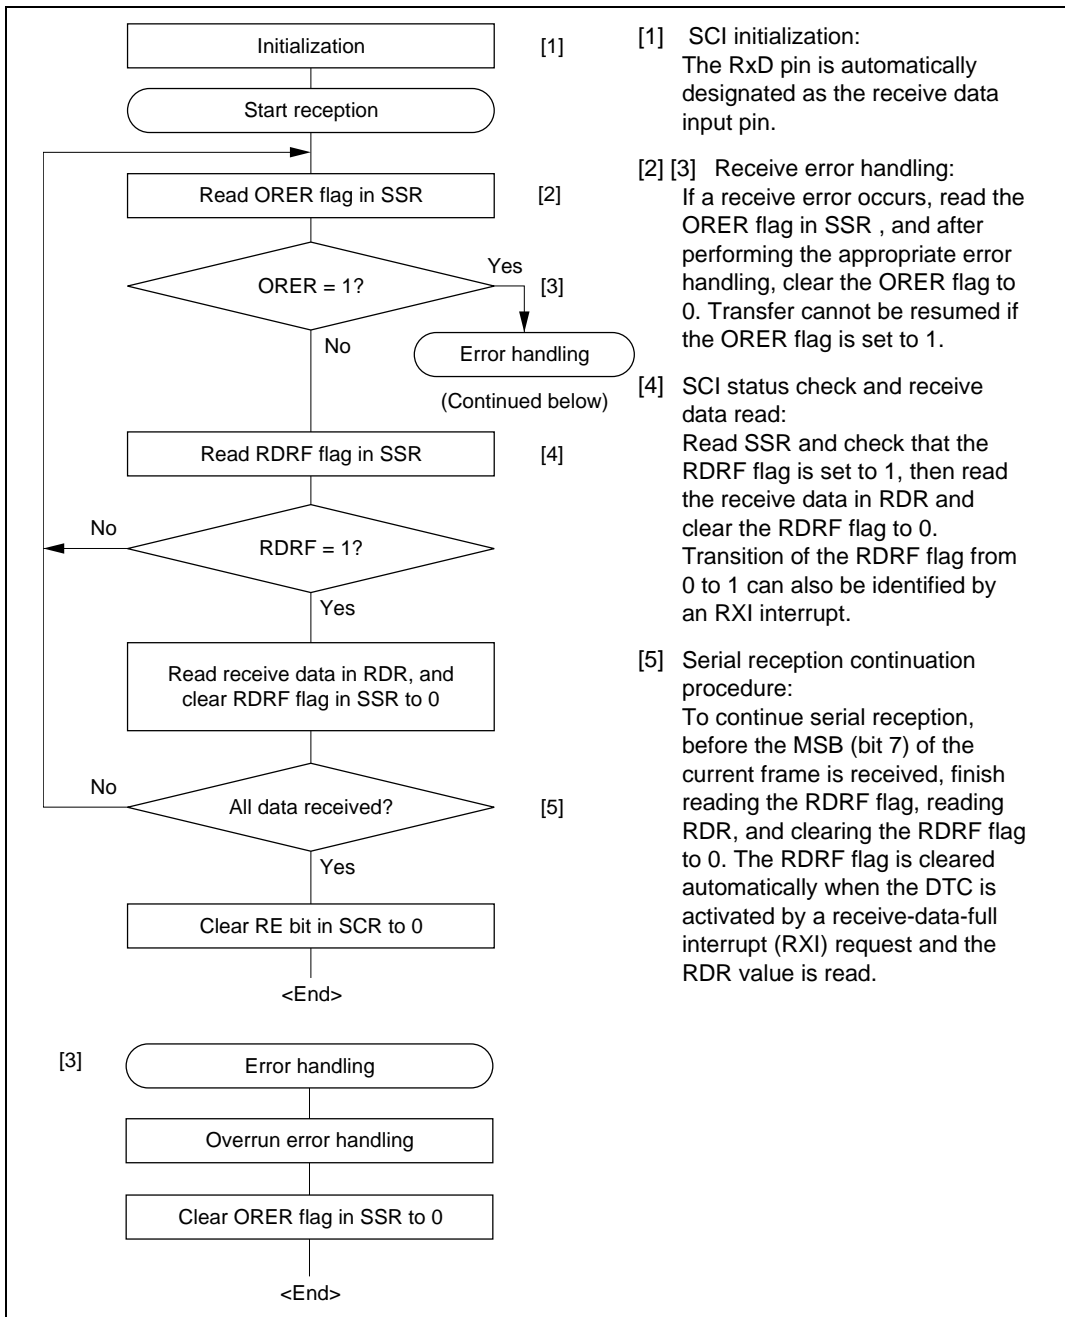 Initialization
[1]
Start reception
Read ORER flag in SSR
[2]
ORER = 1?
Yes
[3]
No
Error handling
(Continued below)
Read RDRF flag in SSR
[4]
No
RDRF = 1?
Yes
Read receive data in RDR, and
clear RDRF flag in SSR to 0
No
All data received?
[5]
Yes
Clear RE bit in SCR to 0
<End>
[3]
Error handling
Overrun error handling
Clear ORER flag in SSR to 0
<End>
[1] SCI initialization:
The RxD pin is automatically
designated as the receive data
input pin.
[2] [3] Receive error handling:
If a receive error occurs, read the
ORER flag in SSR , and after
performing the appropriate error
handling, clear the ORER flag to
0. Transfer cannot be resumed if
the ORER flag is set to 1.
[4] SCI status check and receive
data read:
Read SSR and check that the
RDRF flag is set to 1, then read
the receive data in RDR and
clear the RDRF flag to 0.
Transition of the RDRF flag from
0 to 1 can also be identified by
an RXI interrupt.
[5] Serial reception continuation
procedure:
To continue serial reception,
before the MSB (bit 7) of the
current frame is received, finish
reading the RDRF flag, reading
RDR, and clearing the RDRF flag
to 0. The RDRF flag is cleared
automatically when the DTC is
activated by a receive-data-full
interrupt (RXI) request and the
RDR value is read.